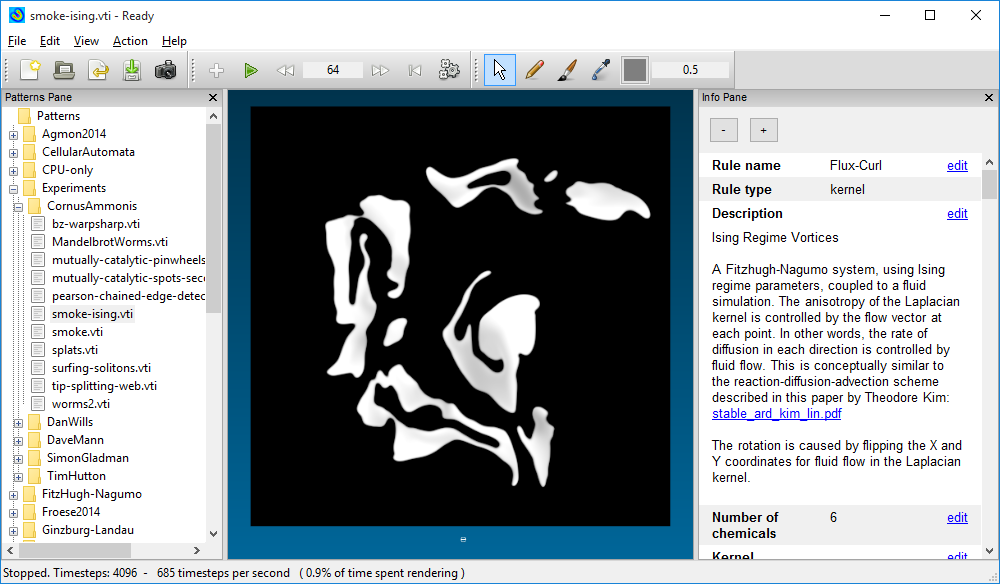 smoke-ising.vti - Ready
File Edit View Action Help
64
0.5
Patterns Pane
Patterns
Agmon2014
CellularAutomata
CPU-only
Experiments
CornusAmmonis
bz-warpsharp.vti
MandelbrotWorms.vti
mutually-catalytic-pinwheels
mutually-catalytic-spots-sec
pearson-chained-edge-detec
smoke-ising.vti
smoke.vti
splats.vti
surfing-solitons.vti
tip-splitting-web.vti
worms2.vti
DanWills
DaveMann
SimonGladman
TimHutton
FitzHugh-Nagumo
Froese2014
Ginzburg-Landau
Info Pane
- +
Rule name Flux-Curl edit
Rule type kernel
Description edit
Ising Regime Vortices
A Fitzhugh-Nagumo system, using Ising
regime parameters, coupled to a fluid
simulation. The anisotropy of the Laplacian
kernel is controlled by the flow vector at
each point. In other words, the rate of
diffusion in each direction is controlled by
fluid flow. This is conceptually similar to
the reaction-diffusion-advection scheme
described in this paper by Theodore Kim:
stable_ard_kim_lin.pdf
The rotation is caused by flipping the X and
Y coordinates for fluid flow in the Laplacian
kernel.
Number of 6 edit
chemicals
Kernel edit
Stopped. Timesteps: 4096 - 685 timesteps per second ( 0.9% of time spent rendering )